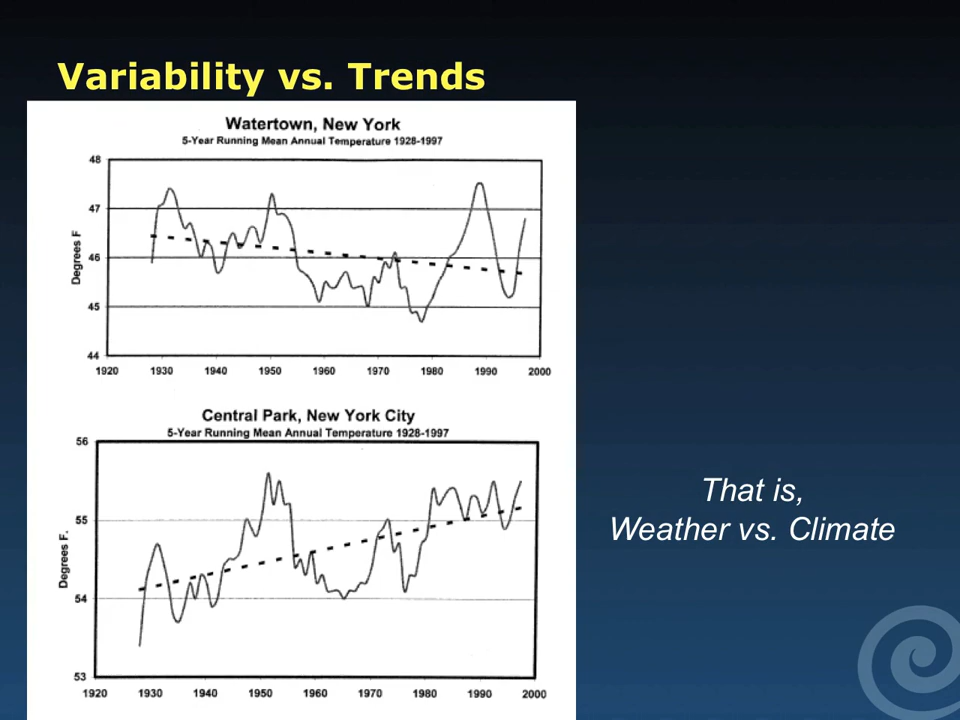 Variability vs. Trends
Watertown, New York
5-Year Running Mean Annual Temperature 1928-1997
48
47
46
45
44
Degrees F
1920 1930 1940 1950 1960 1970 1980 1990 2000
Central Park, New York City
5-Year Running Mean Annual Temperature 1928-1997
56
55
54
53
Degrees F.
1920 1930 1940 1950 1960 1970 1980 1990 2000
That is,
Weather vs. Climate